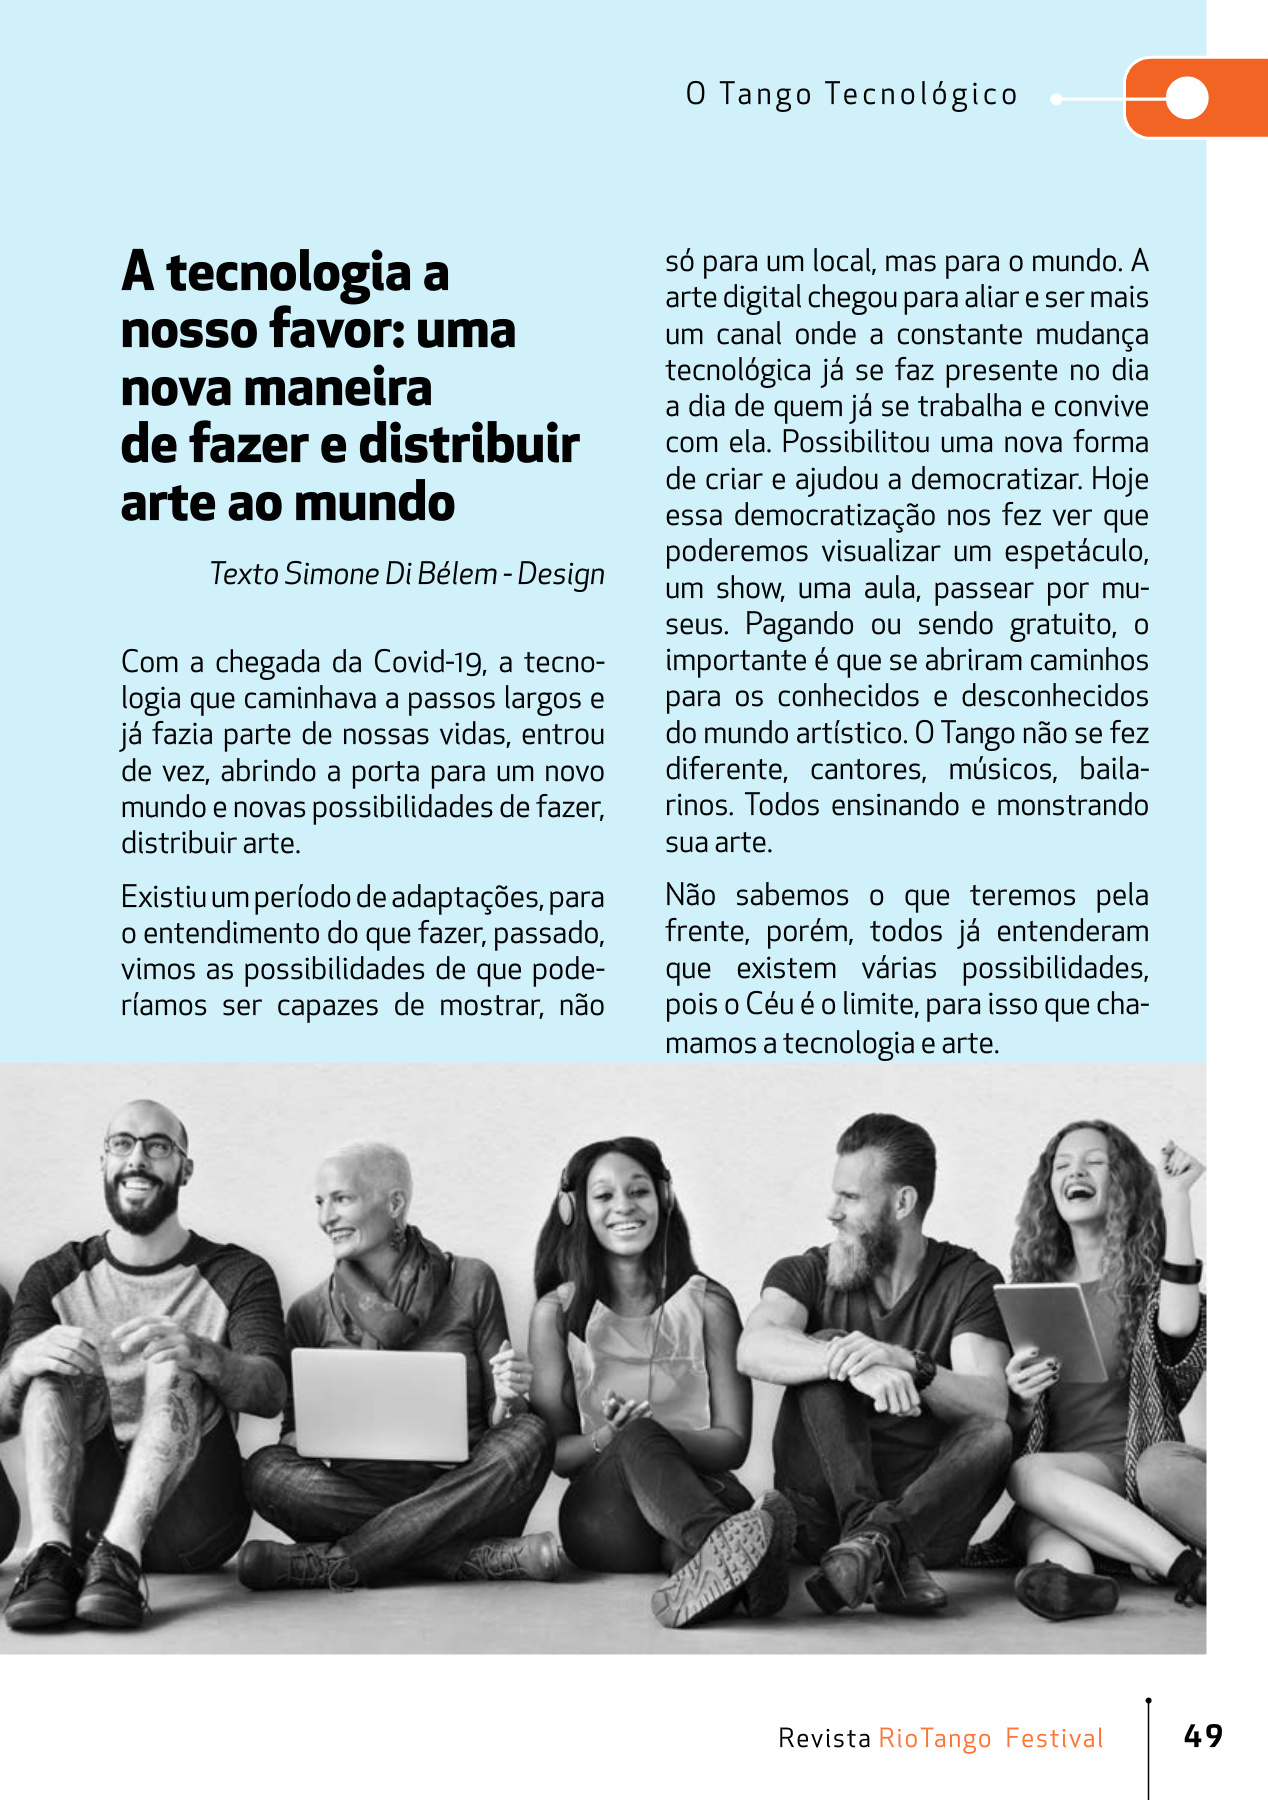 O Tango Tecnológico
A tecnologia a
nosso favor: uma
nova maneira
de fazer e distribuir
arte ao mundo
Texto Simone Di Bélem - Design
Com a chegada da Covid-19, a tecno-
logia que caminhava a passos largos e
já fazia parte de nossas vidas, entrou
de vez, abrindo a porta para um novo
mundo e novas possibilidades de fazer,
distribuir arte.
Existiu um período de adaptações, para
o entendimento do que fazer, passado,
vimos as possibilidades de que pode-
ríamos ser capazes de mostrar, não
só para um local, mas para o mundo. A
arte digital chegou para aliar e ser mais
um canal onde a constante mudança
tecnológica já se faz presente no dia
a dia de quem já se trabalha e convive
com ela. Possibilitou uma nova forma
de criar e ajudou a democratizar. Hoje
essa democratização nos fez ver que
poderemos visualizar um espetáculo,
um show, uma aula, passear por mu-
seus. Pagando ou sendo gratuito, o
importante é que se abriram caminhos
para os conhecidos e desconhecidos
do mundo artístico. O Tango não se fez
diferente, cantores, músicos, baila-
rinos. Todos ensinando e monstrando
sua arte.
Não sabemos o que teremos pela
frente, porém, todos já entenderam
que existem várias possibilidades,
pois o Céu é o limite, para isso que cha-
mamos a tecnologia e arte.
Revista RioTango Festival
49